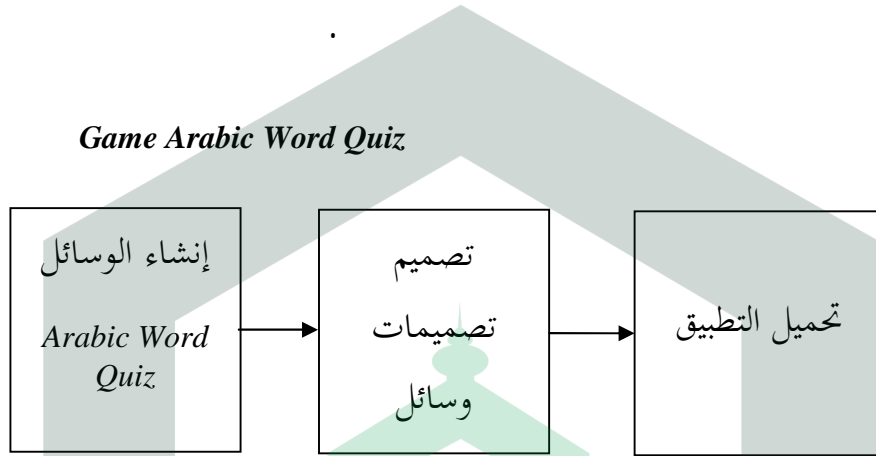 .
Game Arabic Word Quiz
إنشاء الوسائل
Arabic Word
Quiz
تصميم
تصميمات
وسائل
تحميل التطبيق